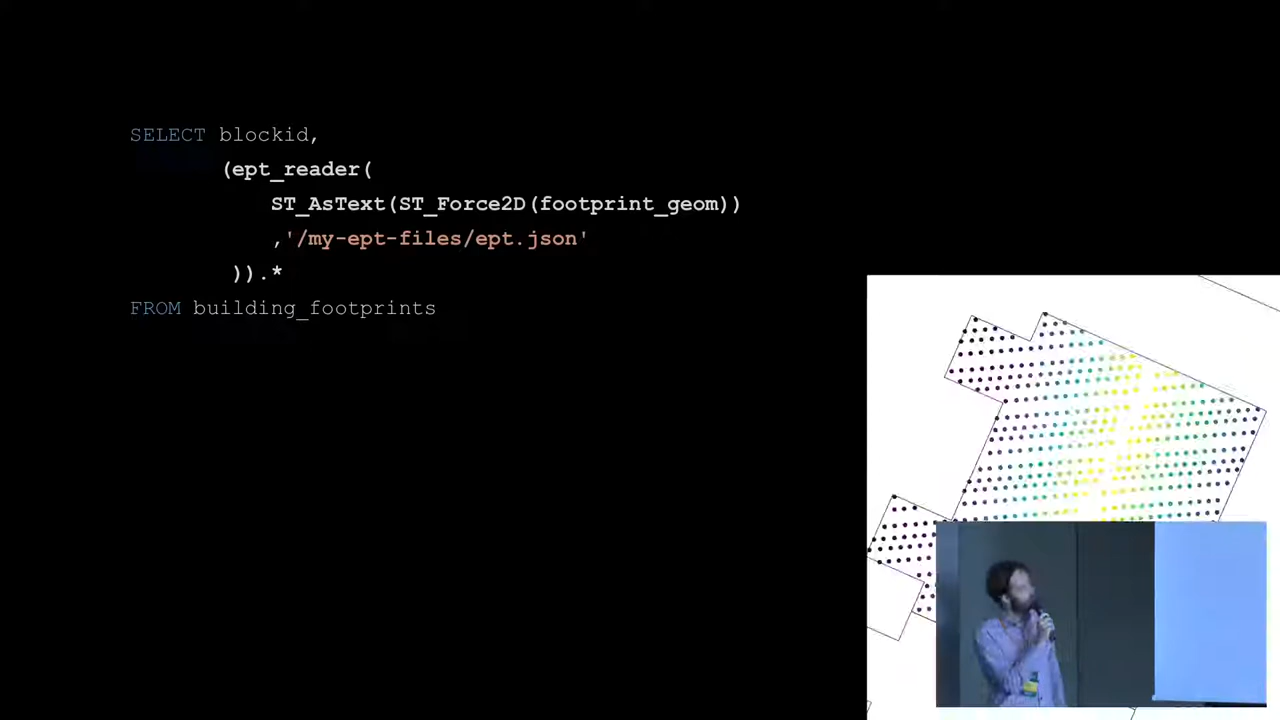 SELECT blockid,
(ept_reader(
ST_AsText(ST_Force2D(footprint_geom))
,'/my-ept-files/ept.json'
)).*
FROM building_footprints